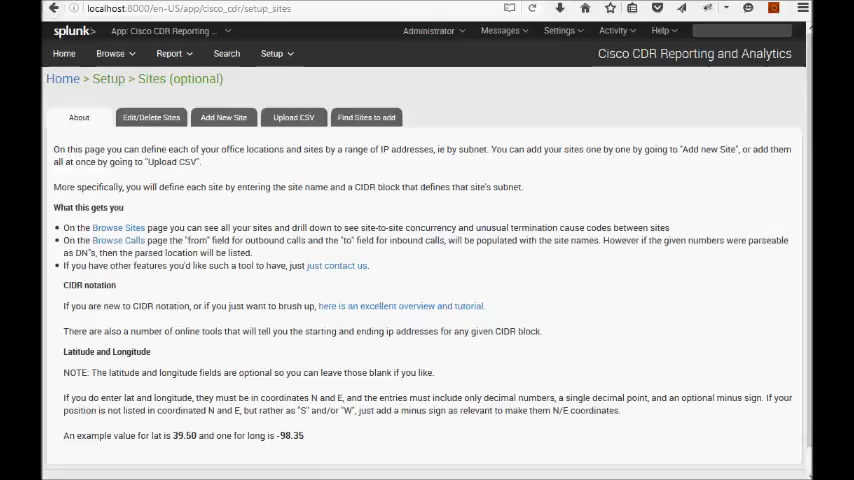 localhost:8000/en-US/app/cisco_cdr/setup_sites
splunk> App: Cisco CDR Reporting ... Administrator Messages Settings Activity Help
Home Browse Report Search Setup Cisco CDR Reporting and Analytics
Home > Setup > Sites (optional)
About Edit/Delete Sites Add New Site Upload CSV Find Sites to add
On this page you can define each of your office locations and sites by a range of IP addresses, ie by subnet. You can add your sites one by one by going to "Add new Site", or add them
all at once by going to "Upload CSV".
More specifically, you will define each site by entering the site name and a CIDR block that defines that site's subnet.
What this gets you
On the Browse Sites page you can see all your sites and drill down to see site-to-site concurrency and unusual termination cause codes between sites
On the Browse Calls page the "from" field for outbound calls and the "to" field for inbound calls, will be populated with the site names. However if the given numbers were parseable
as DN"s, then the parsed location will be listed.
If you have other features you'd like such a tool to have, just just contact us.
CIDR notation
If you are new to CIDR notation, or if you just want to brush up, here is an excellent overview and tutorial.
There are also a number of online tools that will tell you the starting and ending ip addresses for any given CIDR block.
Latitude and Longitude
NOTE: The latitude and longitude fields are optional so you can leave those blank if you like.
If you do enter lat and longitude, they must be in coordinates N and E, and the entries must include only decimal numbers, a single decimal point, and an optional minus sign. If your
position is not listed in coordinated N and E, but rather as "S" and/or "W", just add a minus sign as relevant to make them N/E coordinates.
An example value for lat is 39.50 and one for long is -98.35